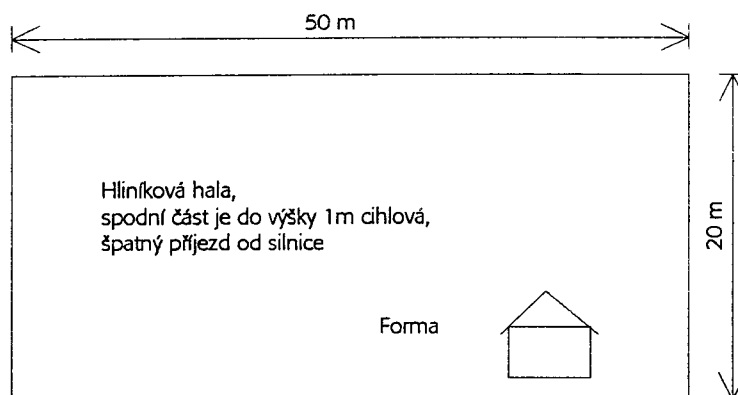 50 m
Hliníková hala,
spodní část je do výšky 1m cihlová,
špatný příjezd od silnice
20 m
Forma